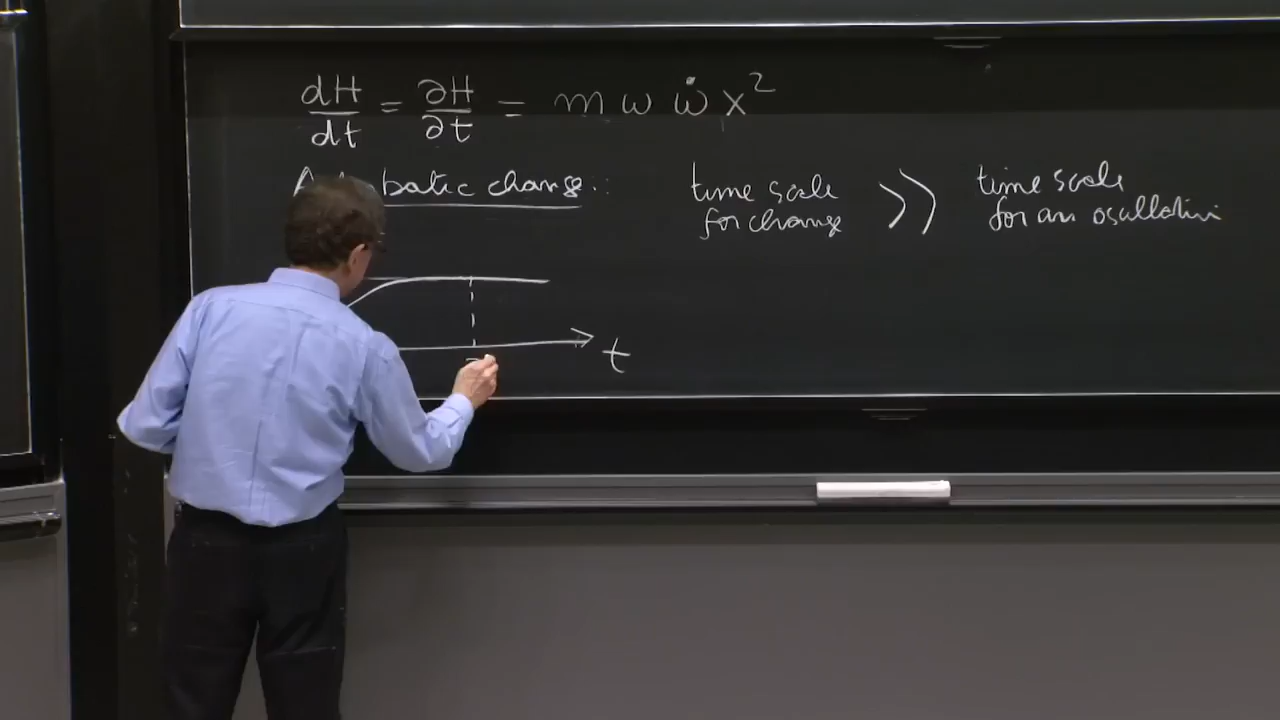 dH/dt = ∂H/∂t = m ω ω̇ x²
batic change:
time scale for change >> time scale for an oscillation
t